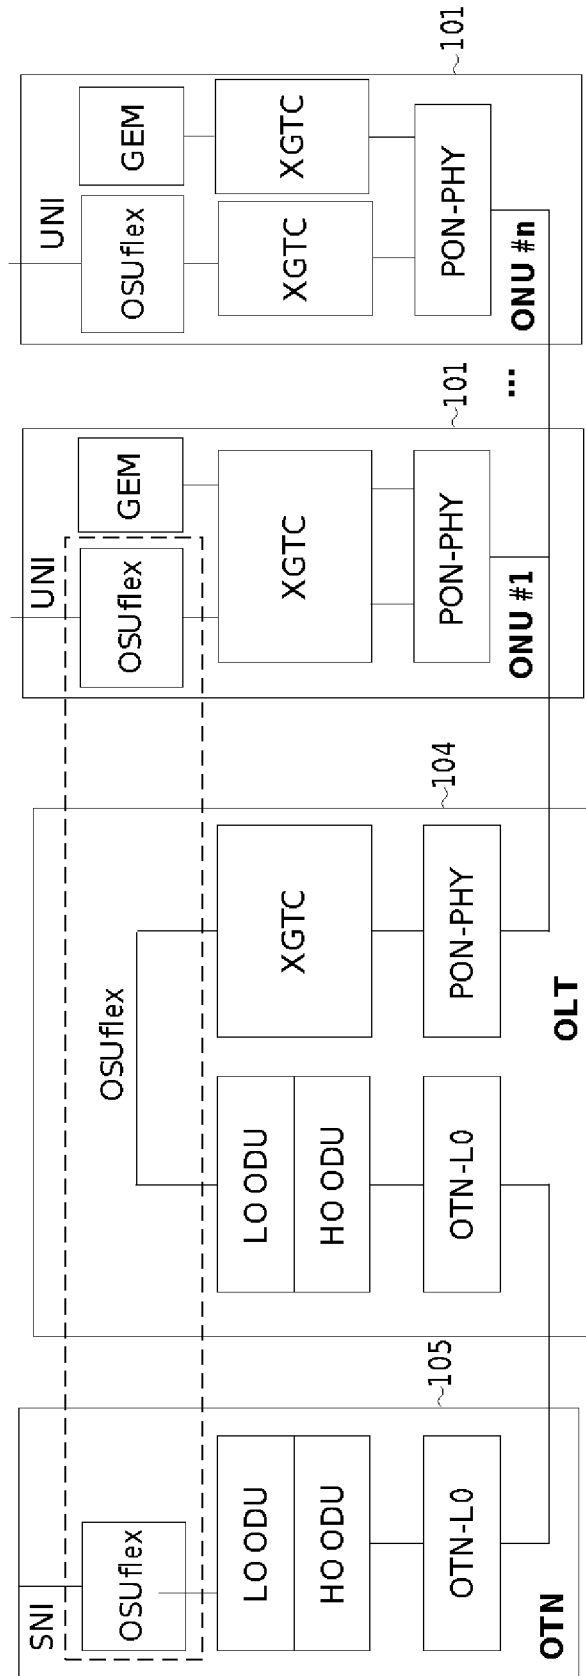 SNI
OSUflex
LO ODU
HO ODU
OTN-L0
OTN
105
OSUflex
LO ODU
HO ODU
OTN-L0
XGTC
PON-PHY
OLT
104
UNI
OSUflex
GEM
XGTC
PON-PHY
ONU #1
101
...
UNI
OSUflex
GEM
XGTC
XGTC
PON-PHY
ONU #n
101